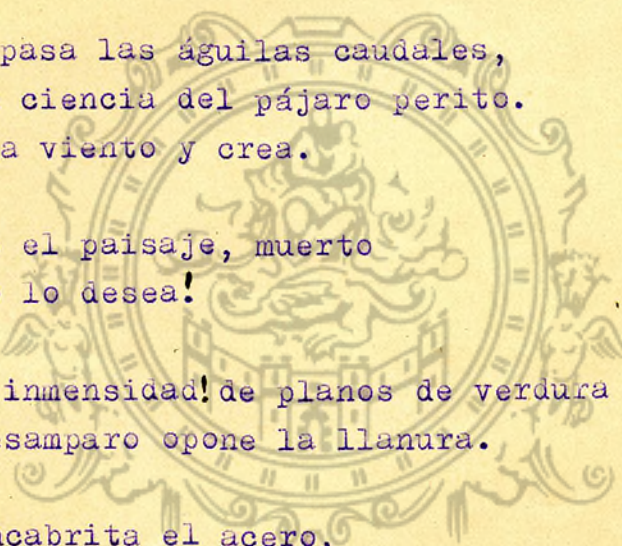 pasa las águilas caudales,
ciencia del pájaro perito.
a viento y crea.
el paisaje, muerto
lo desea!
inmensidad! de planos de verdura
samparo opone la llanura.
cabrita el acero,